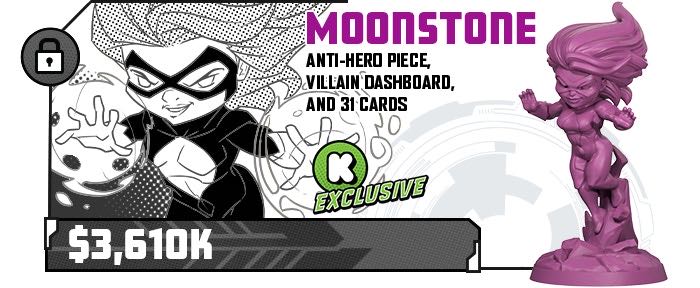 MOONSTONE
ANTI-HERO PIECE,
VILLAIN DASHBOARD,
AND 31 CARDS
K
EXCLUSIVE
$3,610K